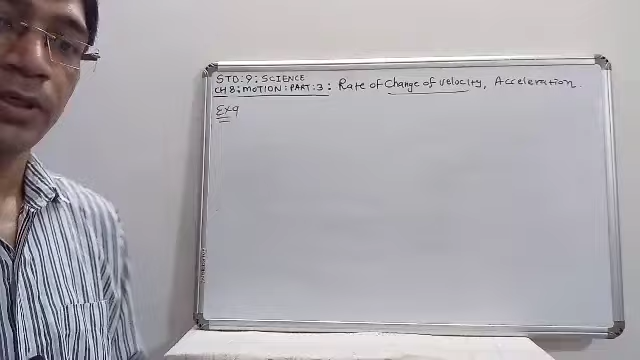 STD: 9: SCIENCE
CH 8: MOTION: PART: 3: Rate of Change of velocity, Acceleration.
Ex 9